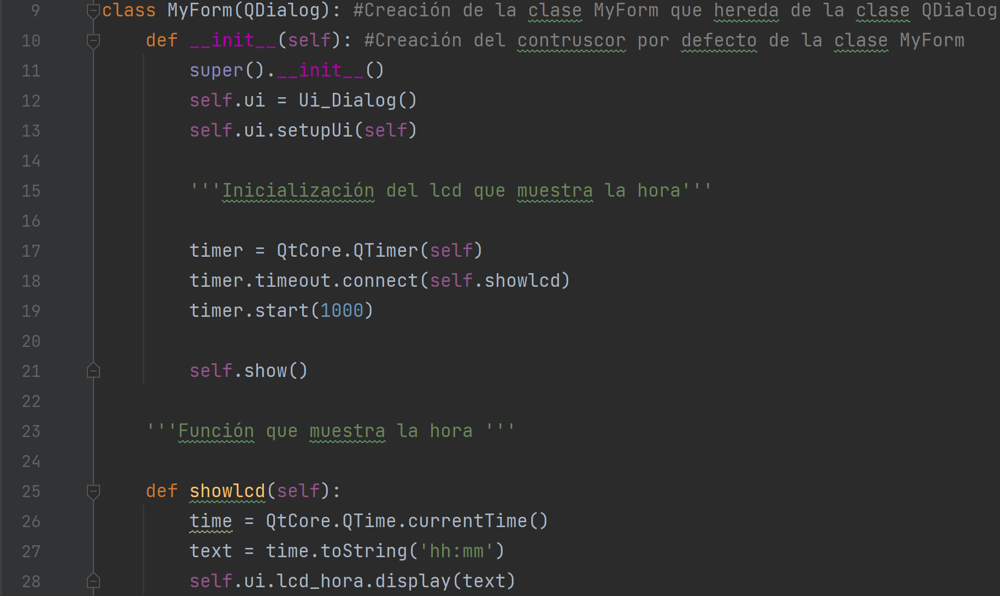 9 class MyForm(QDialog): #Creación de la clase MyForm que hereda de la clase QDialog
10 def __init__(self): #Creación del contruscor por defecto de la clase MyForm
11 super().__init__()
12 self.ui = Ui_Dialog()
13 self.ui.setupUi(self)
14
15 '''Inicialización del lcd que muestra la hora'''
16
17 timer = QtCore.QTimer(self)
18 timer.timeout.connect(self.showlcd)
19 timer.start(1000)
20
21 self.show()
22
23 '''Función que muestra la hora '''
24
25 def showlcd(self):
26 time = QtCore.QTime.currentTime()
27 text = time.toString('hh:mm')
28 self.ui.lcd_hora.display(text)